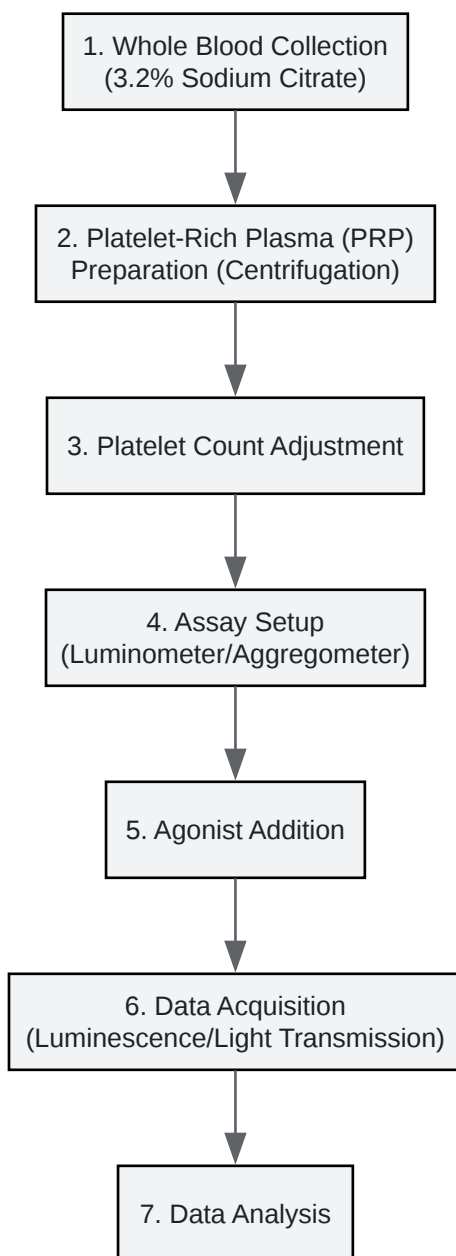 1. Whole Blood Collection
(3.2% Sodium Citrate)
2. Platelet-Rich Plasma (PRP)
Preparation (Centrifugation)
3. Platelet Count Adjustment
4. Assay Setup
(Luminometer/Aggregometer)
5. Agonist Addition
6. Data Acquisition
(Luminescence/Light Transmission)
7. Data Analysis